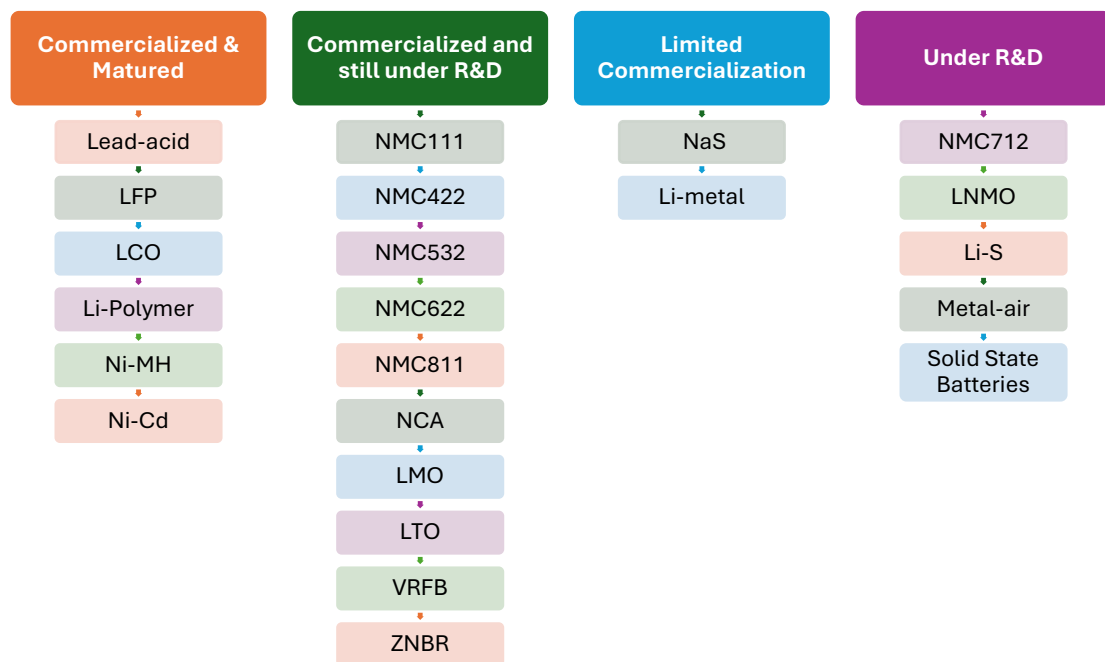 Commercialized &
Matured
Lead-acid
LFP
LCO
Li-Polymer
Ni-MH
Ni-Cd
Commercialized and
still under R&D
NMC111
NMC422
NMC532
NMC622
NMC811
NCA
LMO
LTO
VRFB
ZNBR
Limited
Commercialization
NaS
Li-metal
Under R&D
NMC712
LNMO
Li-S
Metal-air
Solid State
Batteries